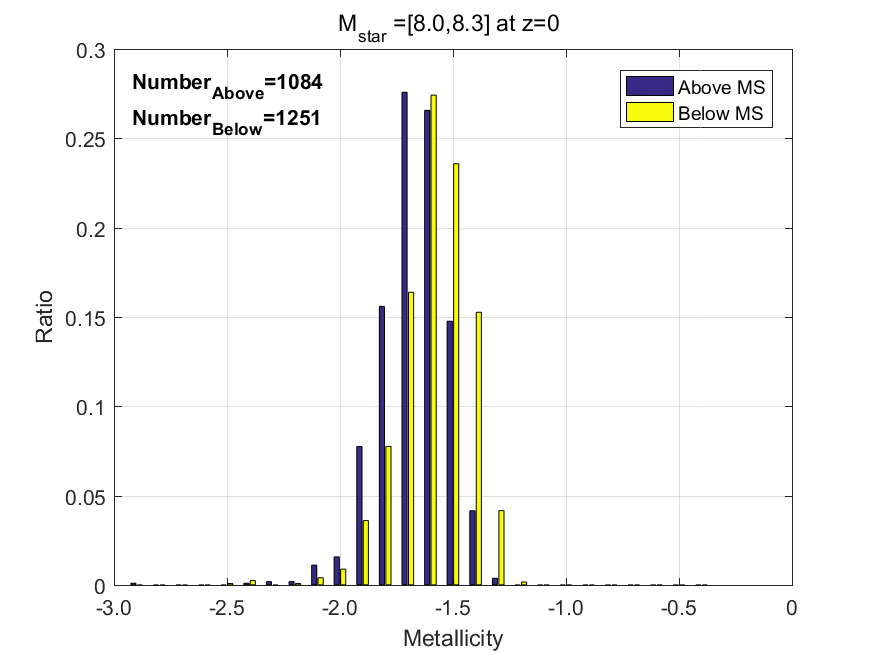 M_star =[8.0,8.3] at z=0
Number_Above=1084
Number_Below=1251
Above MS
Below MS
0.3
0.25
0.2
0.15
0.1
0.05
0
Ratio
-3.0 -2.5 -2.0 -1.5 -1.0 -0.5 0
Metallicity